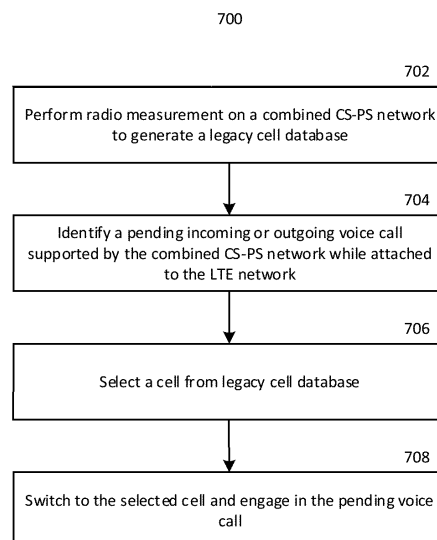 700
702
Perform radio measurement on a combined CS-PS network
to generate a legacy cell database
704
Identify a pending incoming or outgoing voice call
supported by the combined CS-PS network while attached
to the LTE network
706
Select a cell from legacy cell database
708
Switch to the selected cell and engage in the pending voice
call